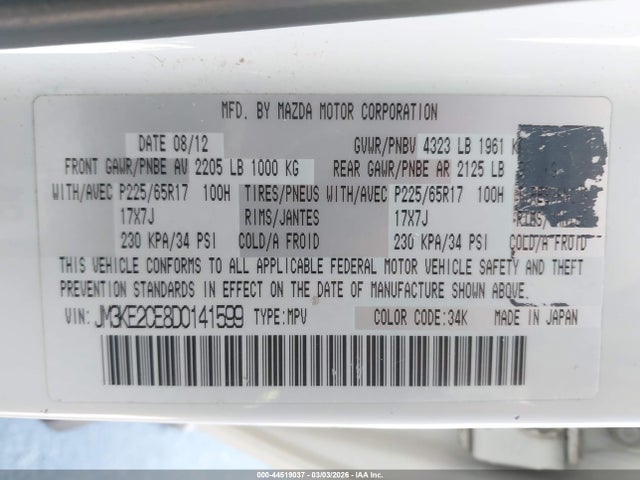 MFD. BY MAZDA MOTOR CORPORATION
DATE 08/12 GVWR/PNBV 4323 LB 1961
FRONT GAWR/PNBE AV 2205 LB 1000 KG REAR GAWR/PNBE AR 2125 LB
WITH/AVEC P225/65R17 100H TIRES/PNEUS WITH/AVEC P225/65R17 100H
17X7J RIMS/JANTES 17X7J
230 KPA/34 PSI COLD/A FROID 230 KPA/34 PSI COLD/A FROID
THIS VEHICLE CONFORMS TO ALL APPLICABLE FEDERAL MOTOR VEHICLE SAFETY AND THEFT
PREVENTION STANDARDS IN EFFECT ON THE DATE OF MANUFACTURE SHOWN ABOVE.
VIN: JM3KE2CE8D0141599 TYPE:MPV COLOR CODE:34K MADE IN JAPAN
000-44519037 - 03/03/2026 - IAAI.COM